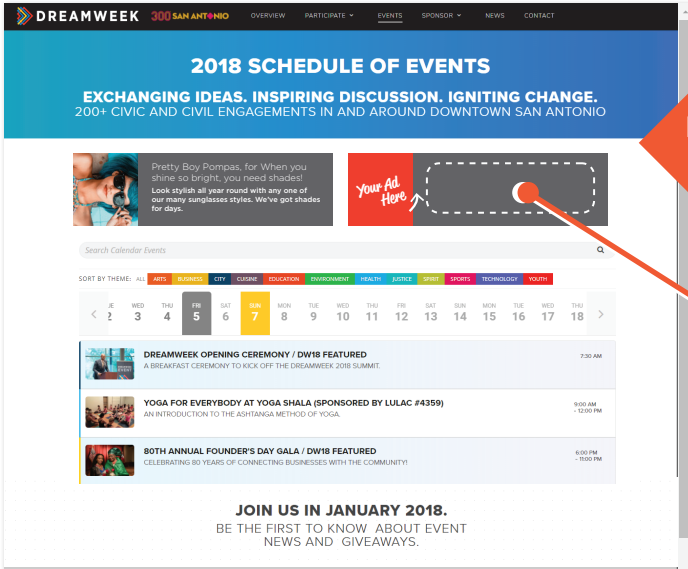 DREAMWEEK 300 SAN ANTONIO OVERVIEW PARTICIPATE EVENTS SPONSOR NEWS CONTACT
2018 SCHEDULE OF EVENTS
EXCHANGING IDEAS. INSPIRING DISCUSSION. IGNITING CHANGE.
200+ CIVIC AND CIVIL ENGAGEMENTS IN AND AROUND DOWNTOWN SAN ANTONIO
Pretty Boy Pompas, for When you
shine so bright, you need shades!
Look stylish all year round with any one of
our many sunglasses styles. We've got shades
for days.
Your Ad
Here
Search Calendar Events
SORT BY THEME: ALL ARTS BUSINESS CITY CUISINE EDUCATION ENVIRONMENT HEALTH JUSTICE SPIRIT SPORTS TECHNOLOGY YOUTH
UE WED THU FRI SAT SUN MON TUE WED THU FRI SAT SUN MON TUE WED THU
2 3 4 5 6 7 8 9 10 11 12 13 14 15 16 17 18
DREAMWEEK OPENING CEREMONY / DW18 FEATURED 7:30 AM
A BREAKFAST CEREMONY TO KICK OFF THE DREAMWEEK 2018 SUMMIT.
YOGA FOR EVERYBODY AT YOGA SHALA (SPONSORED BY LULAC #4359) 9:00 AM
AN INTRODUCTION TO THE ASHTANGA METHOD OF YOGA. - 12:00 PM
80TH ANNUAL FOUNDER'S DAY GALA / DW18 FEATURED 6:00 PM
CELEBRATING 80 YEARS OF CONNECTING BUSINESSES WITH THE COMMUNITY! - 11:00 PM
JOIN US IN JANUARY 2018.
BE THE FIRST TO KNOW ABOUT EVENT
NEWS AND GIVEAWAYS.